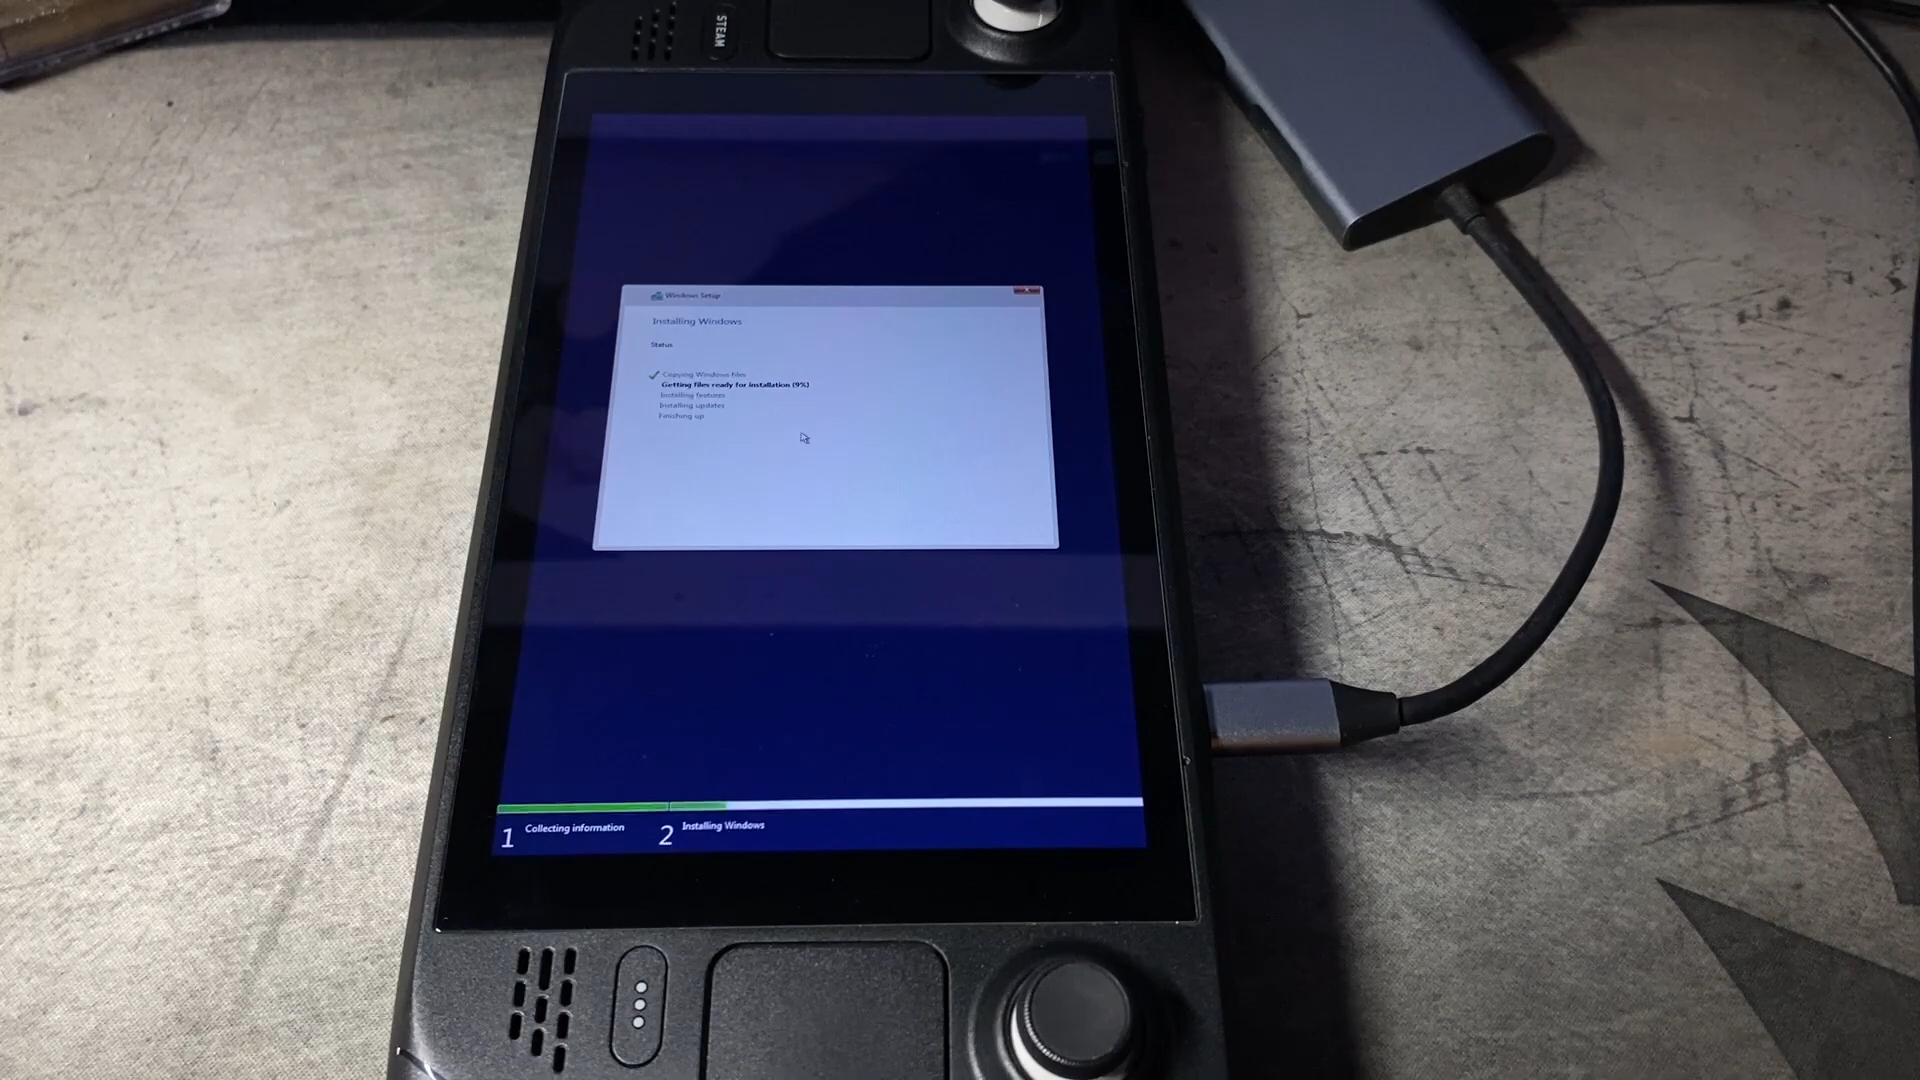 STEAM
Windows Setup
Installing Windows
Status
Copying Windows files
Getting files ready for installation (9%)
Installing features
Installing updates
Finishing up
1 Collecting information
2 Installing Windows